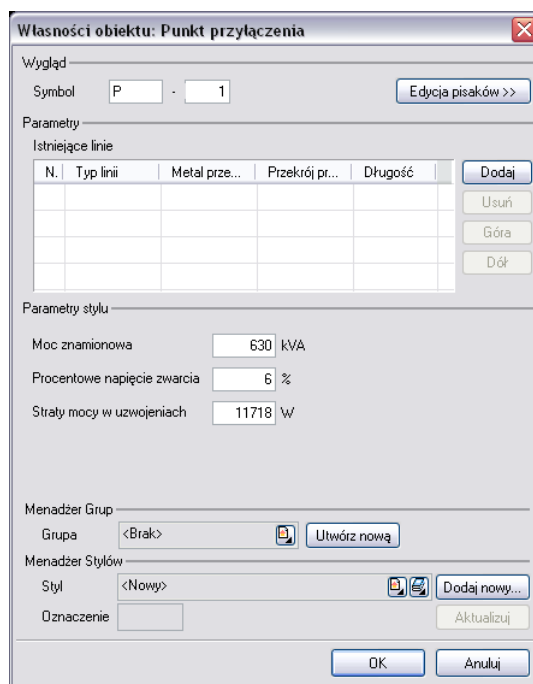 Własności obiektu: Punkt przyłączenia
Wygląd
Symbol P - 1 Edycja pisaków >>
Parametry
Istniejące linie
N. Typ linii Metal prze... Przekrój pr... Długość Dodaj
Usuń
Góra
Dół
Parametry stylu
Moc znamionowa 630 kVA
Procentowe napięcie zwarcia 6 %
Straty mocy w uzwojeniach 11718 W
Menadżer Grup
Grupa <Brak> Utwórz nową
Menadżer Stylów
Styl <Nowy> Dodaj nowy...
Oznaczenie Aktualizuj
OK Anuluj